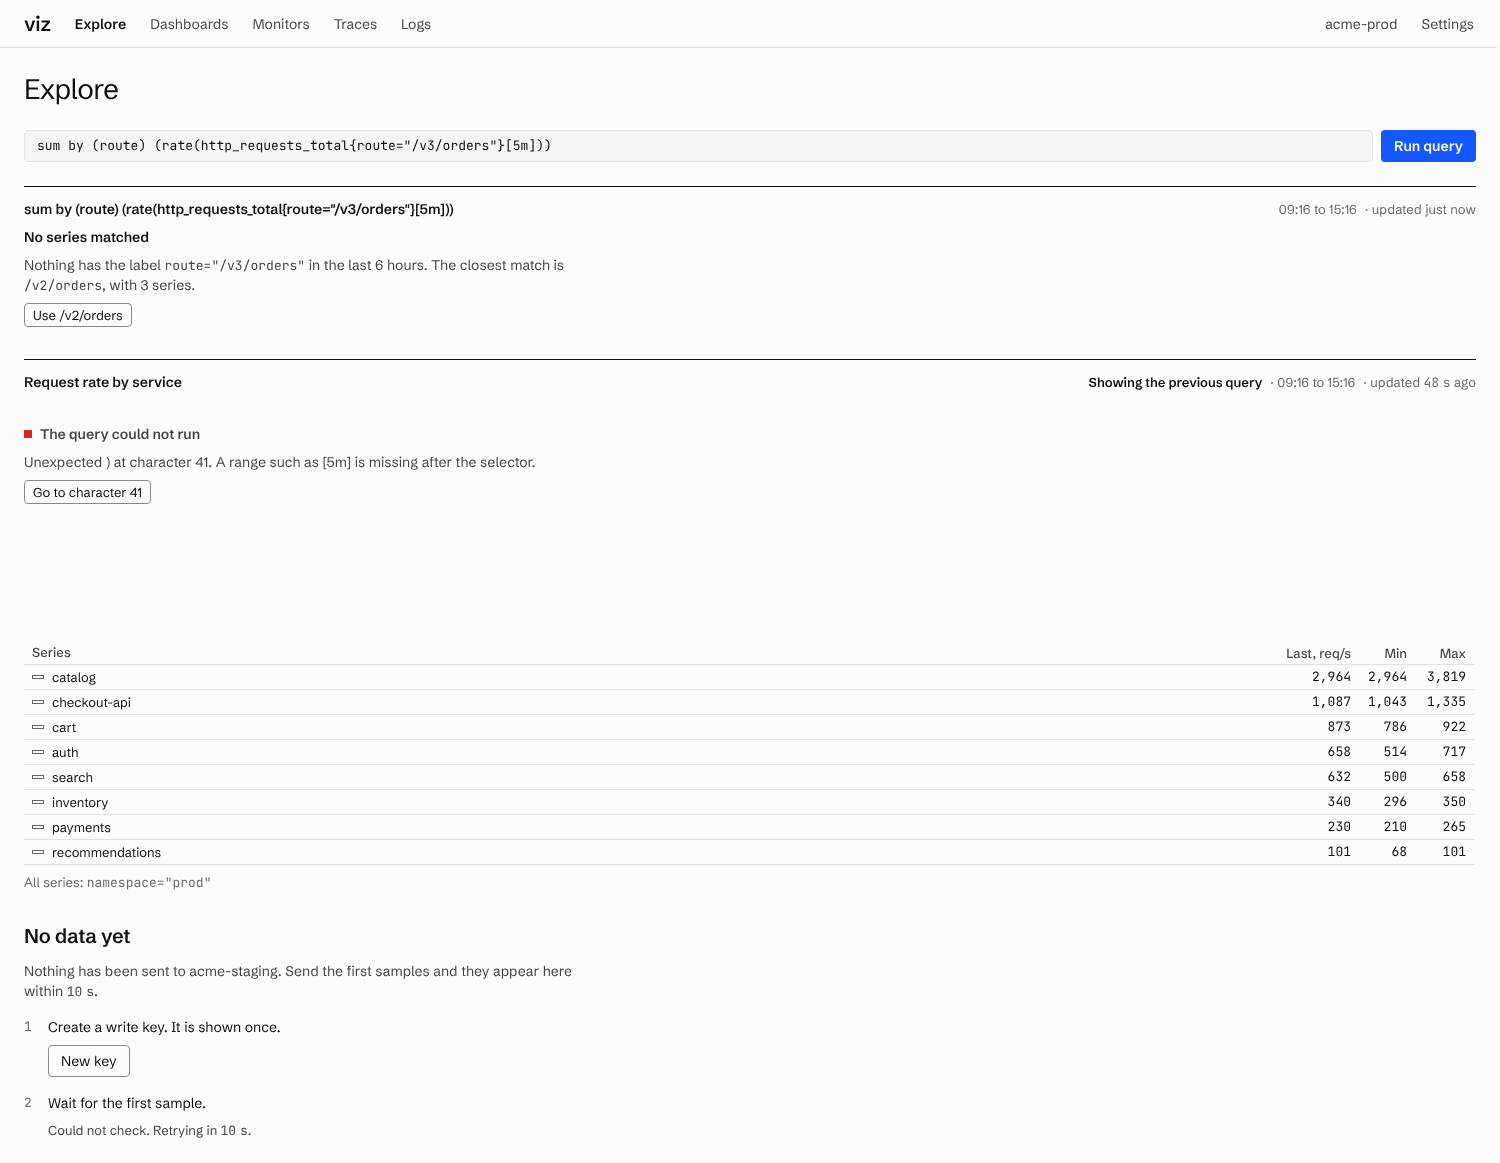 viz Explore Dashboards Monitors Traces Logs acme-prod Settings
Explore
sum by (route) (rate(http_requests_total{route="/v3/orders"}[5m])) Run query
sum by (route) (rate(http_requests_total{route="/v3/orders"}[5m])) 09:16 to 15:16 · updated just now
No series matched
Nothing has the label route="/v3/orders" in the last 6 hours. The closest match is
/v2/orders, with 3 series.
Use /v2/orders
Request rate by service Showing the previous query · 09:16 to 15:16 · updated 48 s ago
The query could not run
Unexpected ) at character 41. A range such as [5m] is missing after the selector.
Go to character 41
Series Last, req/s Min Max
catalog 2,964 2,964 3,819
checkout-api 1,087 1,043 1,335
cart 873 786 922
auth 658 514 717
search 632 500 658
inventory 340 296 350
payments 230 210 265
recommendations 101 68 101
All series: namespace="prod"
No data yet
Nothing has been sent to acme-staging. Send the first samples and they appear here
within 10 s.
1 Create a write key. It is shown once.
New key
2 Wait for the first sample.
Could not check. Retrying in 10 s.